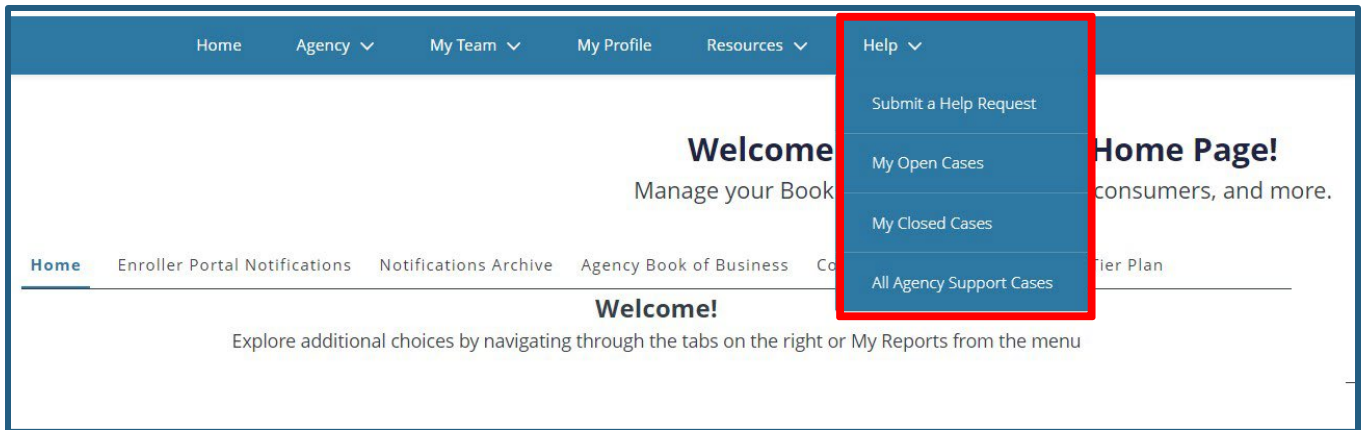 Home Agency My Team My Profile Resources Help
Submit a Help Request
Welcome Home Page!
My Open Cases
Manage your Book consumers, and more.
My Closed Cases
Home Enroller Portal Notifications Notifications Archive Agency Book of Business Co Tier Plan
All Agency Support Cases
Welcome!
Explore additional choices by navigating through the tabs on the right or My Reports from the menu